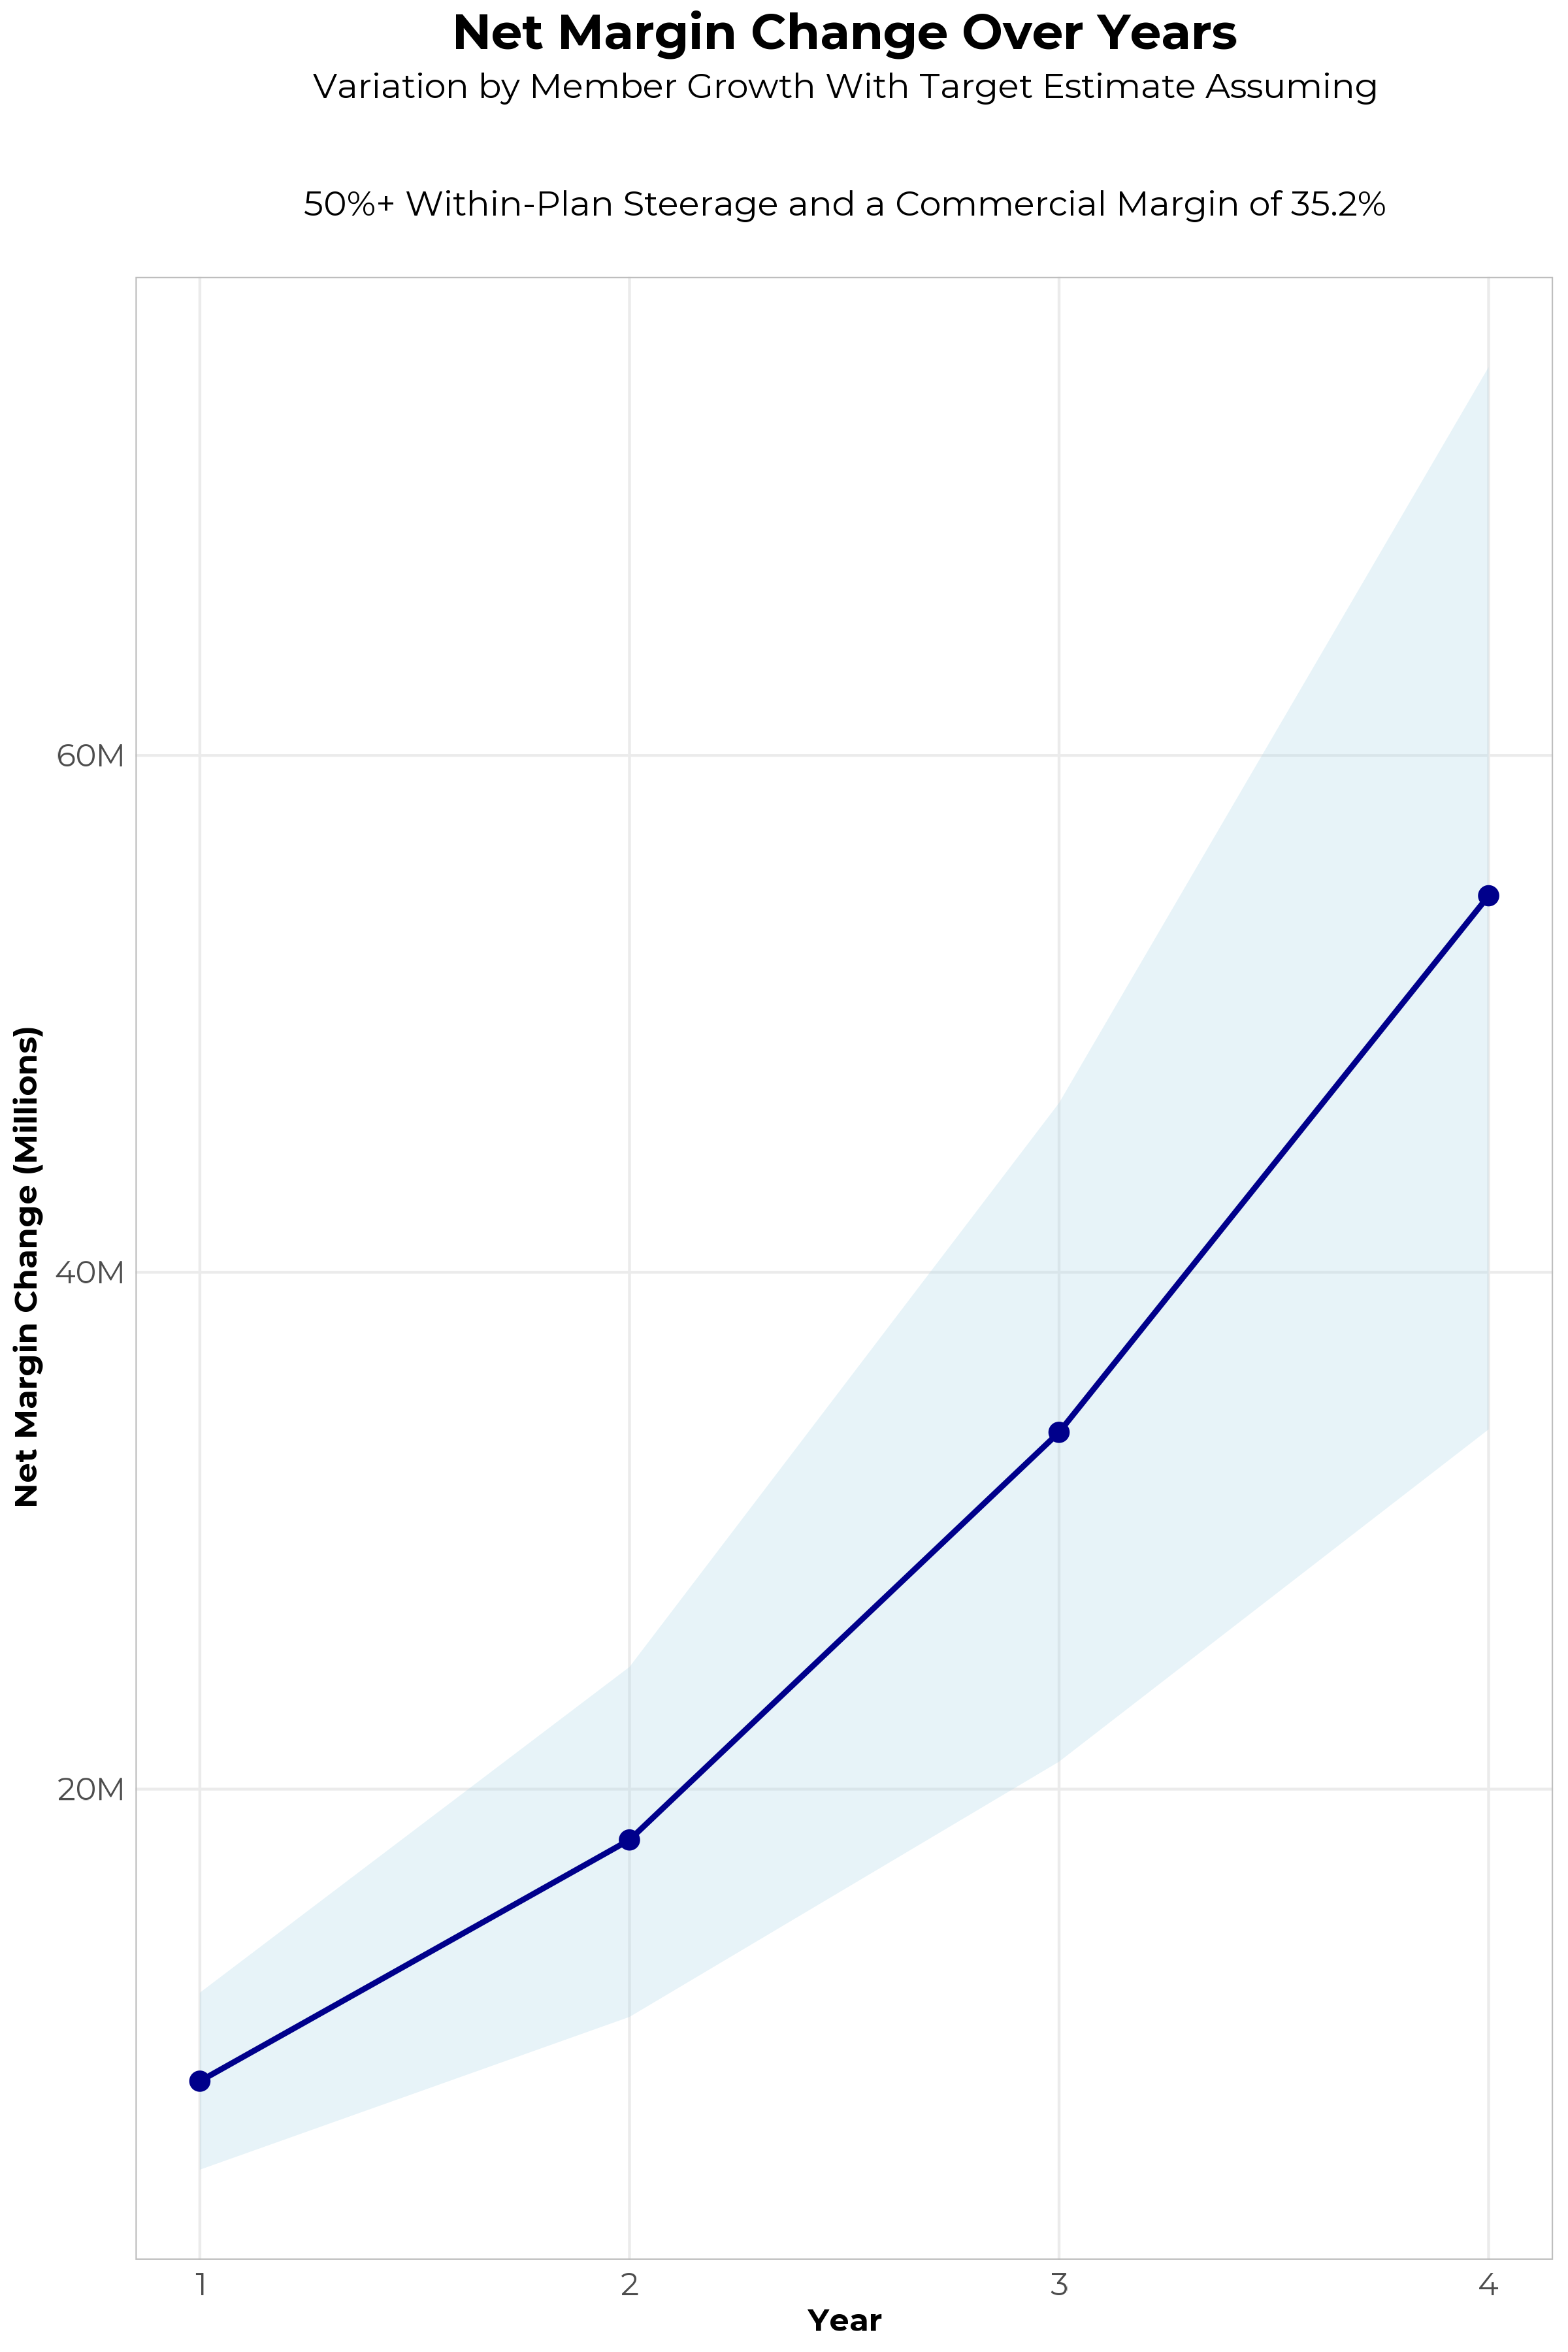 Net Margin Change Over Years
Variation by Member Growth With Target Estimate Assuming
50%+ Within-Plan Steerage and a Commercial Margin of 35.2%
60M
40M
20M
Net Margin Change (Millions)
1
2
3
4
Year